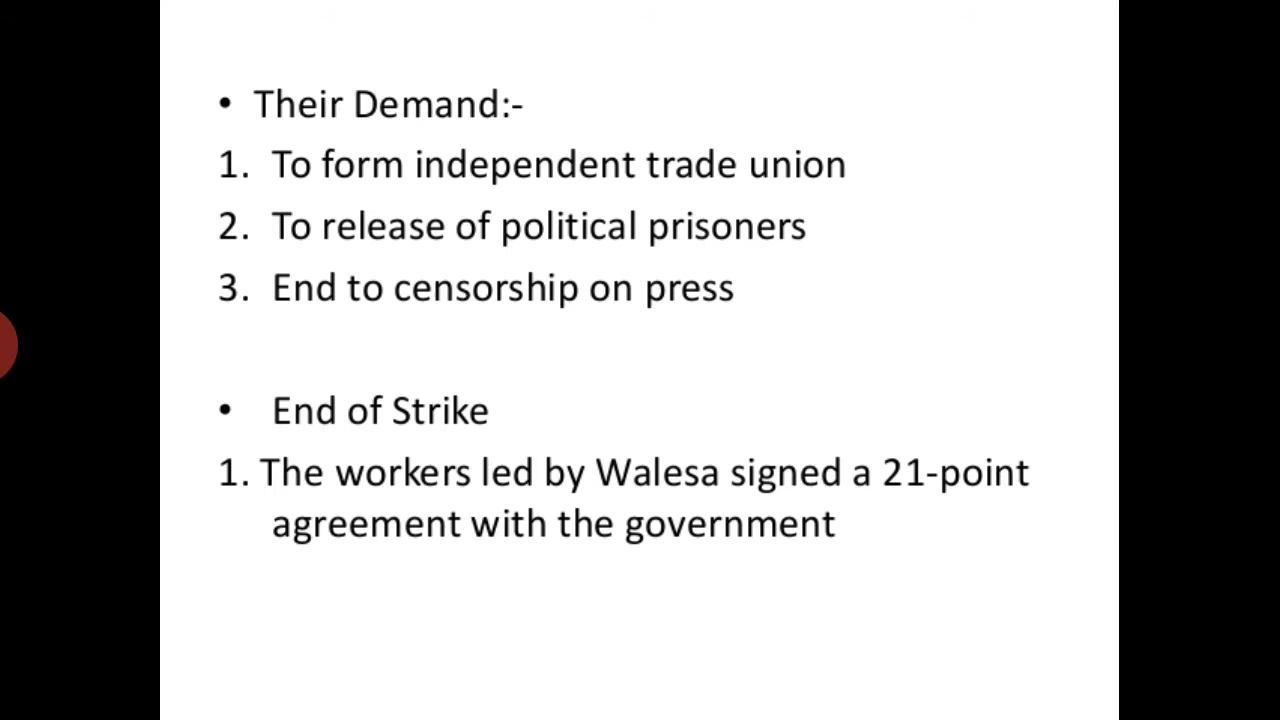 • Their Demand:-
1. To form independent trade union
2. To release of political prisoners
3. End to censorship on press
• End of Strike
1. The workers led by Walesa signed a 21-point
agreement with the government